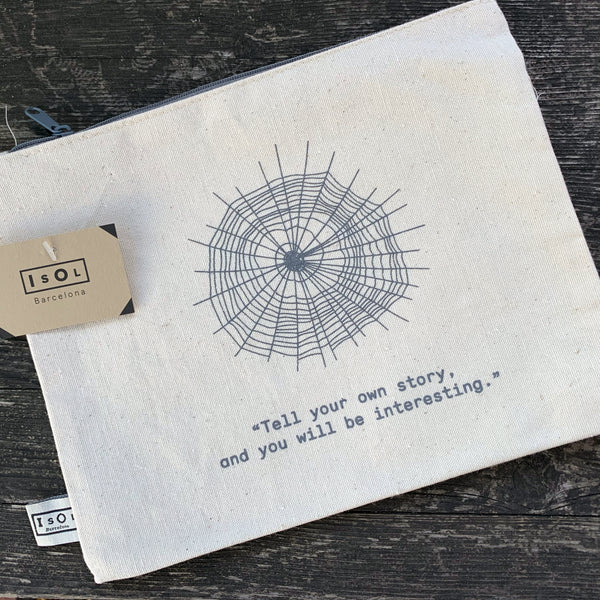 IsOL
Barcelona
“Tell your own story,
and you will be interesting.”
IsOL
Barcelona